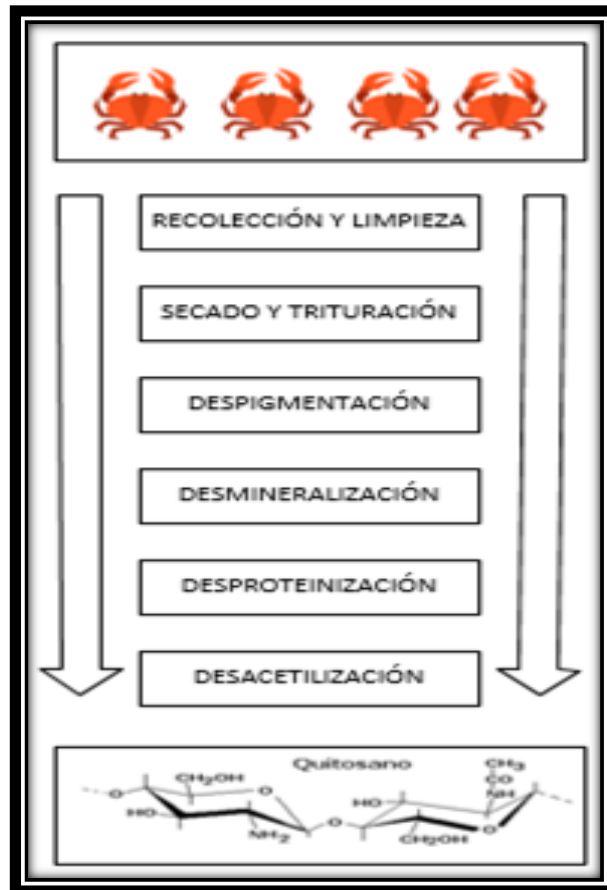 RECOLECCIÓN Y LIMPIEZA
SECADO Y TRITURACIÓN
DESPIGMENTACIÓN
DESMINERALIZACIÓN
DESPROTEINIZACIÓN
DESACETILIZACIÓN
Quitosano
CH₂OH
O
O
HO
NH₂
O
CH₃
CO
NH
HO
O
CH₂OH